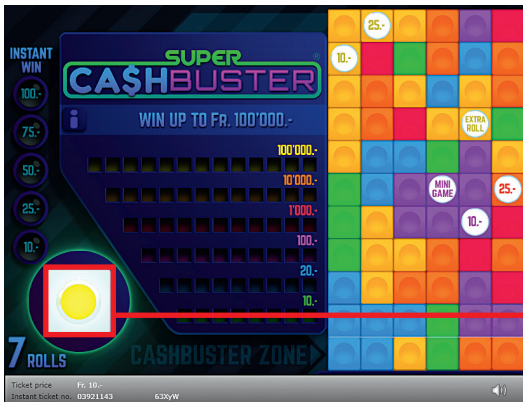 INSTANT
WIN
100.-
75.-
50.-
25.-
10.-
SUPER
CA$HBUSTER
®
i
WIN UP TO FR. 100'000.-
100'000.-
10'000.-
1'000.-
100.-
20.-
10.-
25.-
10.-
EXTRA
ROLL
MINI
GAME
25.-
10.-
7 ROLLS
CASHBUSTER ZONE
Ticket price Fr. 10.-
Instant ticket no. 03921143 63XyW